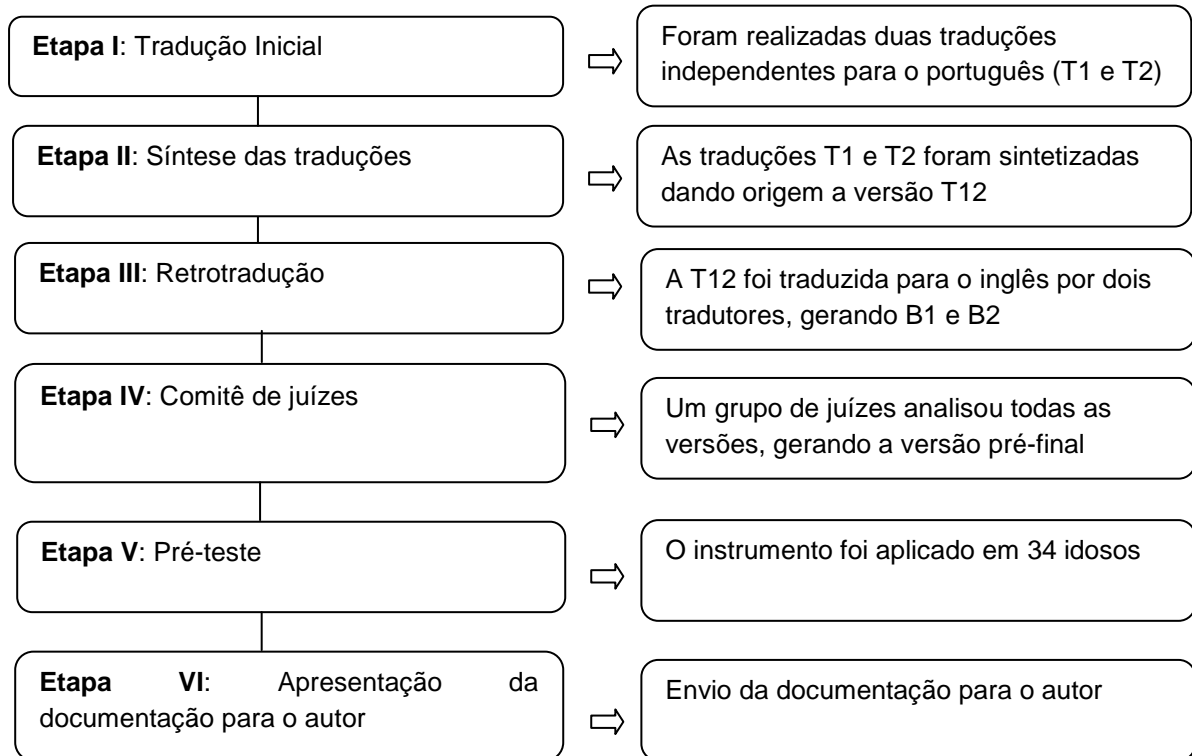 Etapa I: Tradução Inicial
Foram realizadas duas traduções
independentes para o português (T1 e T2)
Etapa II: Síntese das traduções
As traduções T1 e T2 foram sintetizadas
dando origem a versão T12
Etapa III: Retrotradução
A T12 foi traduzida para o inglês por dois
tradutores, gerando B1 e B2
Etapa IV: Comitê de juízes
Um grupo de juízes analisou todas as
versões, gerando a versão pré-final
Etapa V: Pré-teste
O instrumento foi aplicado em 34 idosos
Etapa VI: Apresentação da
documentação para o autor
Envio da documentação para o autor